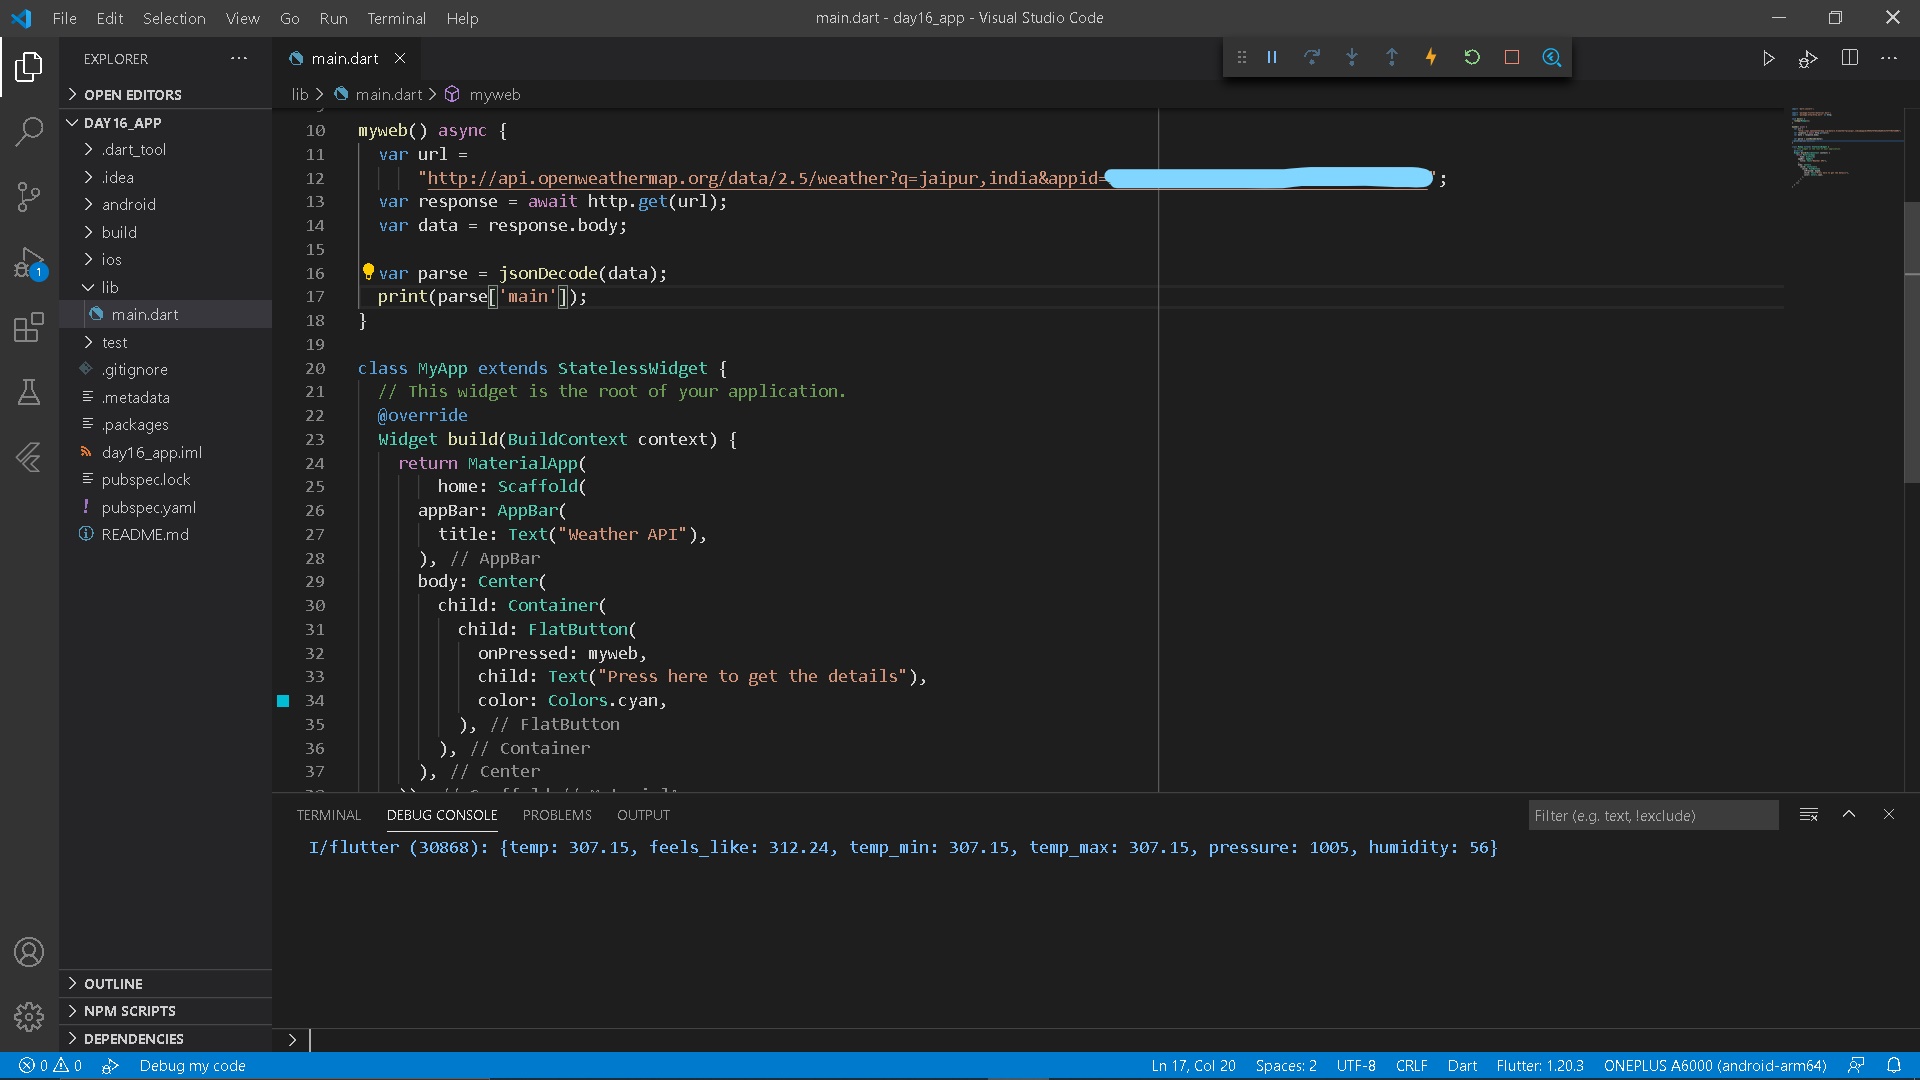 File Edit Selection View Go Run Terminal Help
main.dart - day16_app - Visual Studio Code
EXPLORER
OPEN EDITORS
DAY16_APP
.dart_tool
.idea
android
build
ios
lib
main.dart
test
.gitignore
.metadata
.packages
day16_app.iml
pubspec.lock
pubspec.yaml
README.md
OUTLINE
NPM SCRIPTS
DEPENDENCIES
1
main.dart
lib > main.dart > myweb
10 myweb() async {
11 var url =
12 "http://api.openweathermap.org/data/2.5/weather?q=jaipur,india&appid= ";
13 var response = await http.get(url);
14 var data = response.body;
15
16 var parse = jsonDecode(data);
17 print(parse['main']);
18 }
19
20 class MyApp extends StatelessWidget {
21 // This widget is the root of your application.
22 @override
23 Widget build(BuildContext context) {
24 return MaterialApp(
25 home: Scaffold(
26 appBar: AppBar(
27 title: Text("Weather API"),
28 ), // AppBar
29 body: Center(
30 child: Container(
31 child: FlatButton(
32 onPressed: myweb,
33 child: Text("Press here to get the details"),
34 color: Colors.cyan,
35 ), // FlatButton
36 ), // Container
37 ), // Center
TERMINAL DEBUG CONSOLE PROBLEMS OUTPUT
Filter (e.g. text, !exclude)
I/flutter (30868): {temp: 307.15, feels_like: 312.24, temp_min: 307.15, temp_max: 307.15, pressure: 1005, humidity: 56}
>
0 0 Debug my code
Ln 17, Col 20 Spaces: 2 UTF-8 CRLF Dart Flutter: 1.20.3 ONEPLUS A6000 (android-arm64)